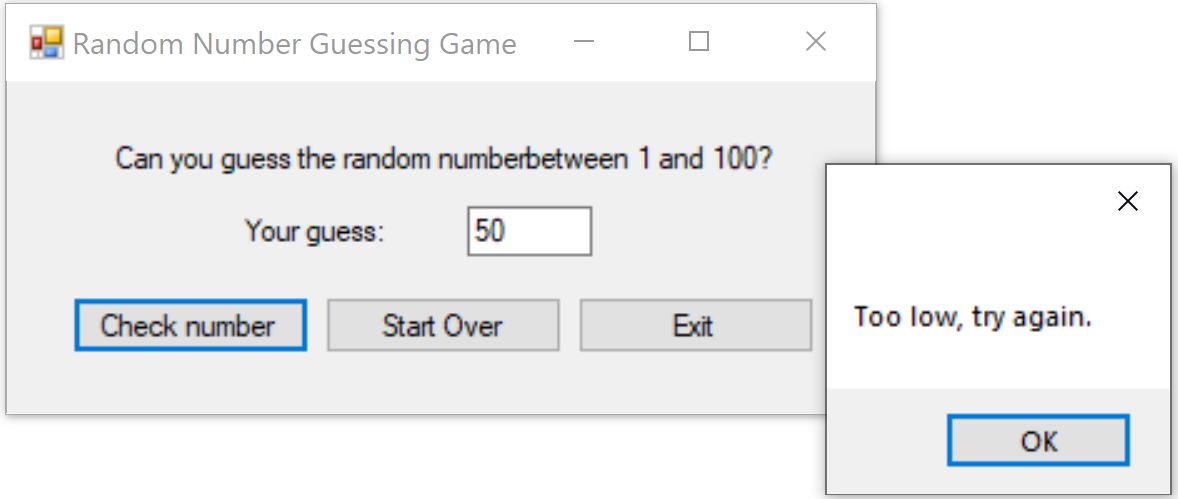 Random Number Guessing Game
Can you guess the random numberbetween 1 and 100?
Your guess: 50
Check number Start Over Exit
Too low, try again.
OK